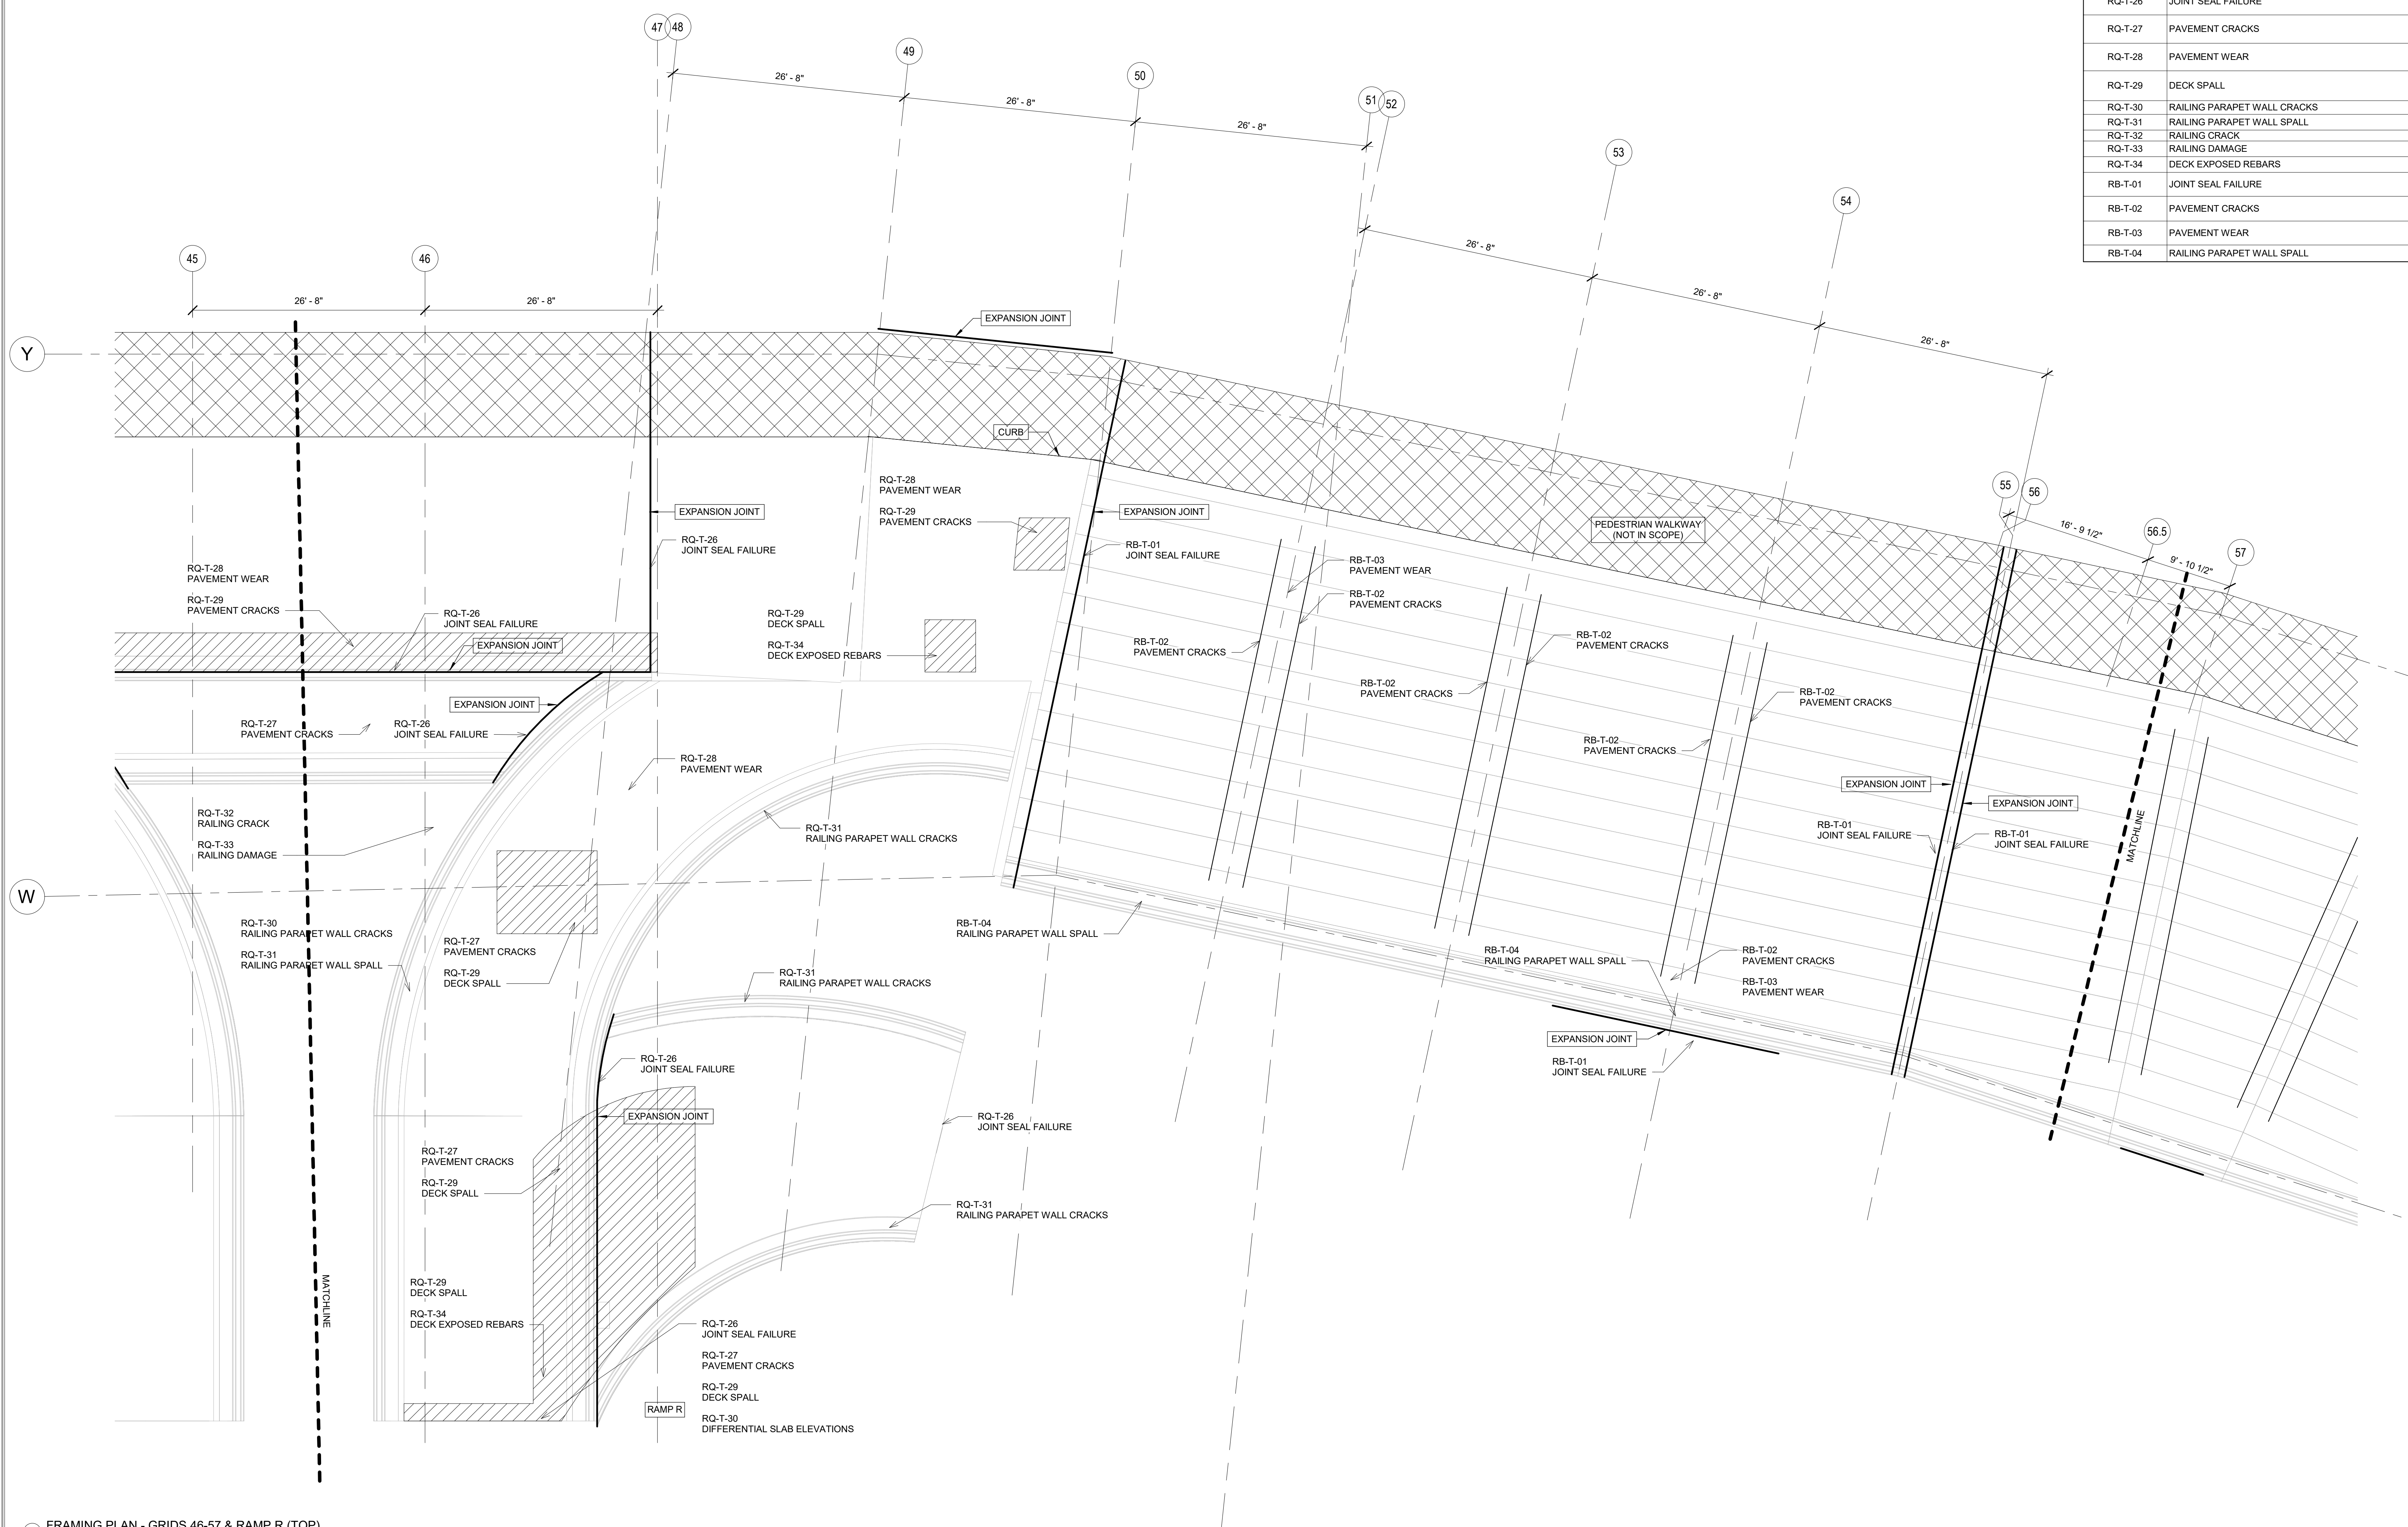 RQ-T-26 JOINT SEAL FAILURE
RQ-T-27 PAVEMENT CRACKS
RQ-T-28 PAVEMENT WEAR
RQ-T-29 DECK SPALL
RQ-T-30 RAILING PARAPET WALL CRACKS
RQ-T-31 RAILING PARAPET WALL SPALL
RQ-T-32 RAILING CRACK
RQ-T-33 RAILING DAMAGE
RQ-T-34 DECK EXPOSED REBARS
RB-T-01 JOINT SEAL FAILURE
RB-T-02 PAVEMENT CRACKS
RB-T-03 PAVEMENT WEAR
RB-T-04 RAILING PARAPET WALL SPALL
47 48
49
50
51 52
53
54
45
46
55
56
56.5
57
26' - 8"
26' - 8"
26' - 8"
26' - 8"
26' - 8"
26' - 8"
26' - 8"
26' - 8"
16' - 9 1/2"
9' - 10 1/2"
Y
W
EXPANSION JOINT
CURB
PEDESTRIAN WALKWAY
(NOT IN SCOPE)
RQ-T-28
PAVEMENT WEAR
RQ-T-29
PAVEMENT CRACKS
EXPANSION JOINT
RQ-T-26
JOINT SEAL FAILURE
EXPANSION JOINT
RB-T-01
JOINT SEAL FAILURE
RB-T-03
PAVEMENT WEAR
RB-T-02
PAVEMENT CRACKS
RQ-T-28
PAVEMENT WEAR
RQ-T-29
PAVEMENT CRACKS
RQ-T-26
JOINT SEAL FAILURE
EXPANSION JOINT
RQ-T-29
DECK SPALL
RQ-T-34
DECK EXPOSED REBARS
RB-T-02
PAVEMENT CRACKS
RB-T-02
PAVEMENT CRACKS
RB-T-02
PAVEMENT CRACKS
RB-T-02
PAVEMENT CRACKS
RB-T-02
PAVEMENT CRACKS
EXPANSION JOINT
RQ-T-27
PAVEMENT CRACKS
RQ-T-26
JOINT SEAL FAILURE
RQ-T-28
PAVEMENT WEAR
EXPANSION JOINT
EXPANSION JOINT
RB-T-01
JOINT SEAL FAILURE
RB-T-01
JOINT SEAL FAILURE
MATCHLINE
RQ-T-32
RAILING CRACK
RQ-T-33
RAILING DAMAGE
RQ-T-31
RAILING PARAPET WALL CRACKS
RQ-T-30
RAILING PARAPET WALL CRACKS
RQ-T-31
RAILING PARAPET WALL SPALL
RQ-T-27
PAVEMENT CRACKS
RQ-T-29
DECK SPALL
RB-T-04
RAILING PARAPET WALL SPALL
RB-T-04
RAILING PARAPET WALL SPALL
RB-T-02
PAVEMENT CRACKS
RB-T-03
PAVEMENT WEAR
RQ-T-31
RAILING PARAPET WALL CRACKS
EXPANSION JOINT
RB-T-01
JOINT SEAL FAILURE
RQ-T-26
JOINT SEAL FAILURE
EXPANSION JOINT
RQ-T-26
JOINT SEAL FAILURE
RQ-T-27
PAVEMENT CRACKS
RQ-T-29
DECK SPALL
RQ-T-31
RAILING PARAPET WALL CRACKS
RQ-T-29
DECK SPALL
RQ-T-34
DECK EXPOSED REBARS
MATCHLINE
RQ-T-26
JOINT SEAL FAILURE
RQ-T-27
PAVEMENT CRACKS
RQ-T-29
DECK SPALL
RQ-T-30
DIFFERENTIAL SLAB ELEVATIONS
RAMP R
FRAMING PLAN - GRIDS 46-57 & RAMP R (TOP)